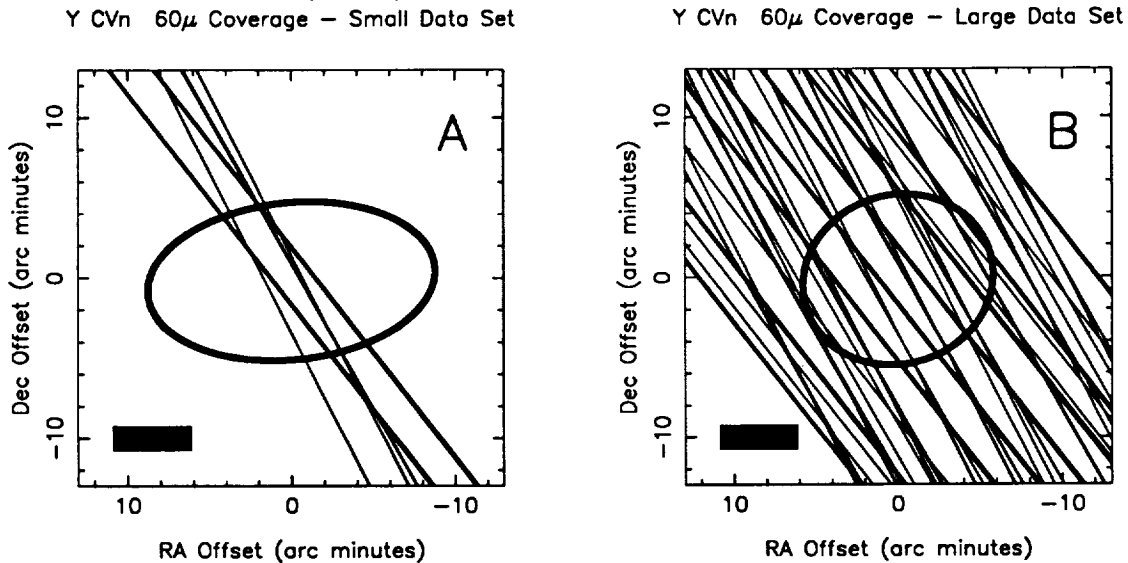 Y CVn 60μ Coverage – Small Data Set
A
10
0
-10
Dec Offset (arc minutes)
10 0 -10
RA Offset (arc minutes)
Y CVn 60μ Coverage – Large Data Set
B
10
0
-10
Dec Offset (arc minutes)
10 0 -10
RA Offset (arc minutes)